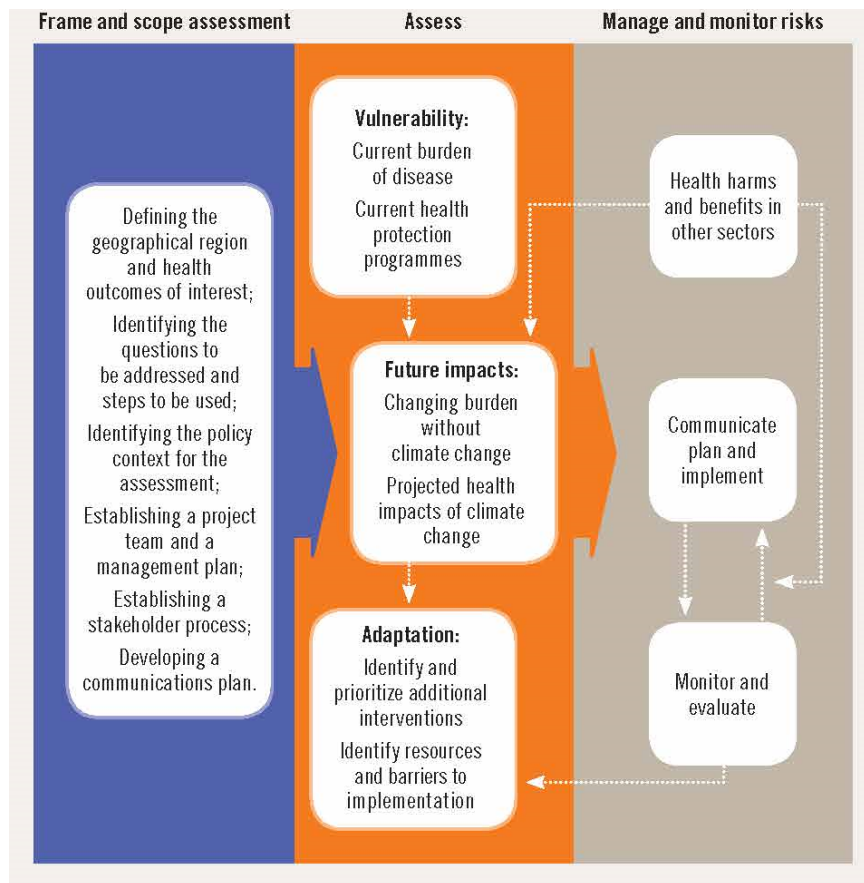 Frame and scope assessment
Assess
Manage and monitor risks
Defining the
geographical region
and health
outcomes of interest;
Identifying the
questions to
be addressed and
steps to be used;
Identifying the policy
context for the
assessment;
Establishing a project
team and a
management plan;
Establishing a
stakeholder process;
Developing a
communications plan.
Vulnerability:
Current burden
of disease
Current health
protection
programmes
Future impacts:
Changing burden
without
climate change
Projected health
impacts of climate
change
Adaptation:
Identify and
prioritize additional
interventions
Identify resources
and barriers to
implementation
Health harms
and benefits in
other sectors
Communicate
plan and
implement
Monitor and
evaluate